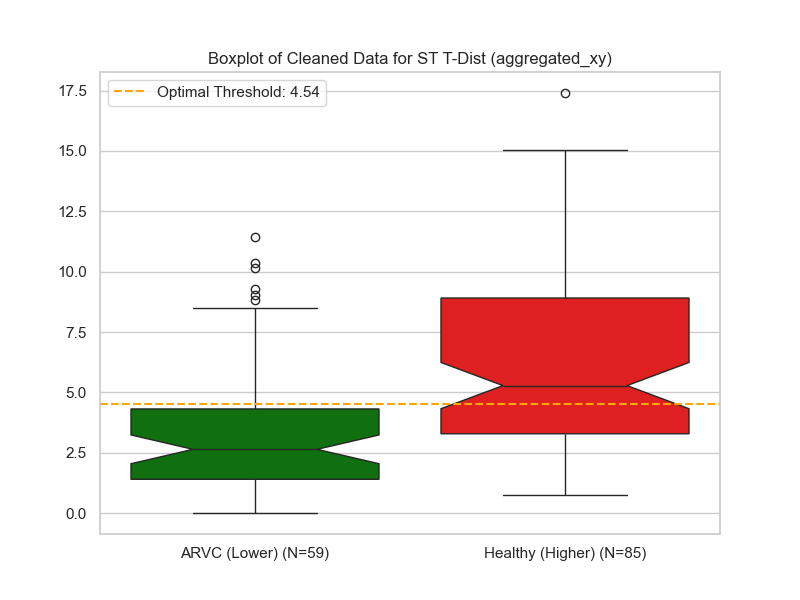 Boxplot of Cleaned Data for ST T-Dist (aggregated_xy)
Optimal Threshold: 4.54
17.5
15.0
12.5
10.0
7.5
5.0
2.5
0.0
ARVC (Lower) (N=59)
Healthy (Higher) (N=85)